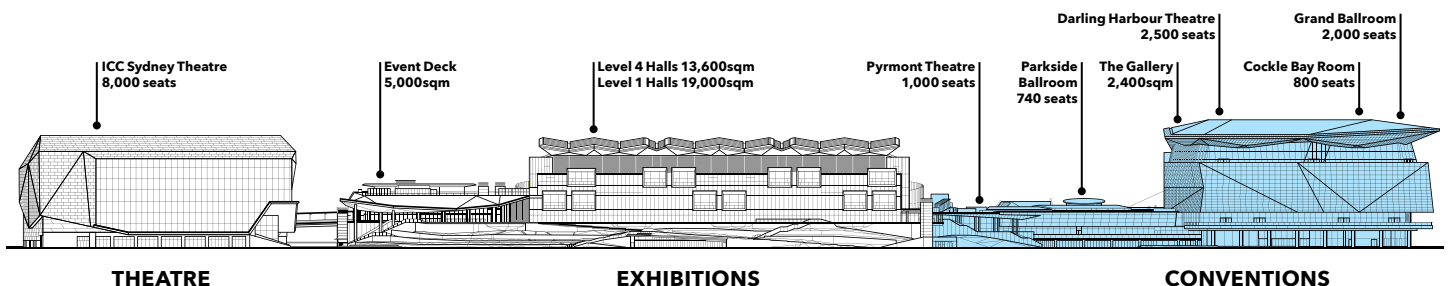 ICC Sydney Theatre
8,000 seats
Event Deck
5,000sqm
Level 4 Halls 13,600sqm
Level 1 Halls 19,000sqm
Pyrmont Theatre
1,000 seats
Parkside
Ballroom
740 seats
The Gallery
2,400sqm
Darling Harbour Theatre
2,500 seats
Cockle Bay Room
800 seats
Grand Ballroom
2,000 seats
THEATRE
EXHIBITIONS
CONVENTIONS